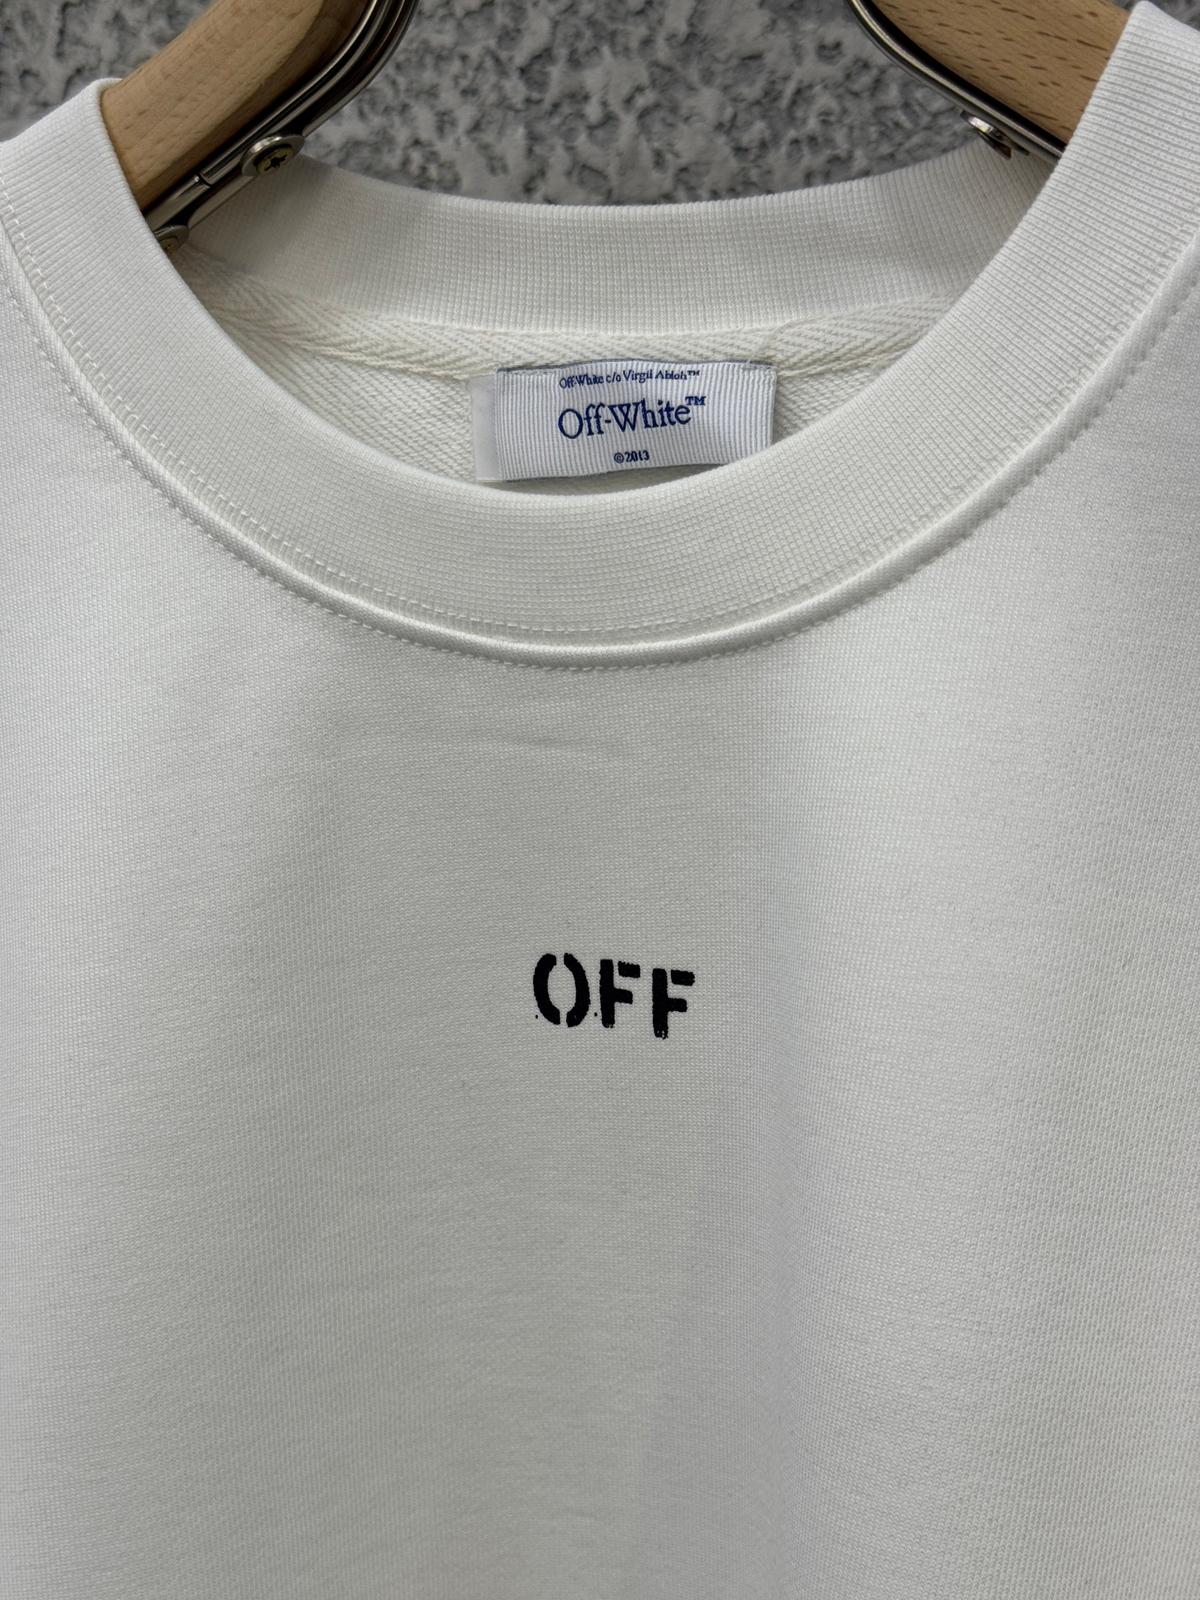 Off-White c/o Virgil Abloh™
Off-White™
©2013
OFF